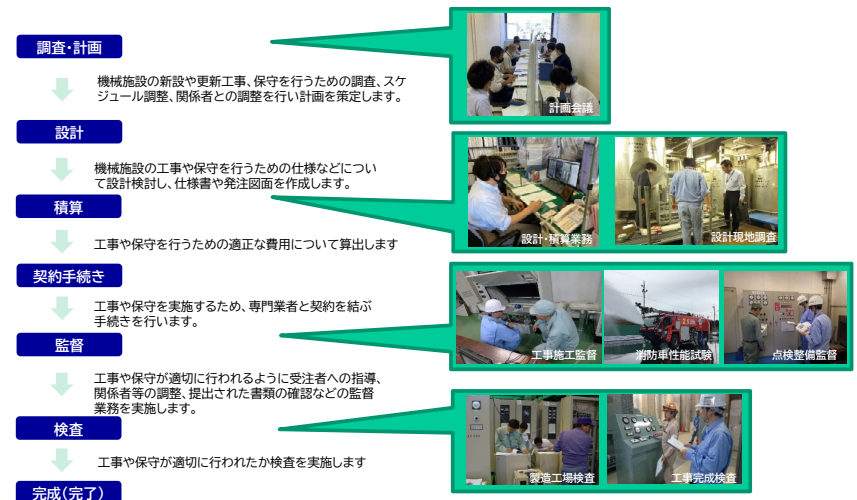 調査・計画
機械施設の新設や更新工事、保守を行うための調査、スケ
ジュール調整、関係者との調整を行い計画を策定します。
計画会議
設計
機械施設の工事や保守を行うための仕様などについ
て設計検討し、仕様書や発注図面を作成します。
設計・積算業務
設計現地調査
積算
工事や保守を行うための適正な費用について算出します
契約手続き
工事や保守を実施するため、専門業者と契約を結ぶ
手続きを行います。
工事施工監督
消防車性能試験
点検整備監督
監督
工事や保守が適切に行われるように受注者への指導、
関係者等の調整、提出された書類の確認などの監督
業務を実施します。
検査
工事や保守が適切に行われたか検査を実施します
製造工場検査
工事完成検査
完成(完了)